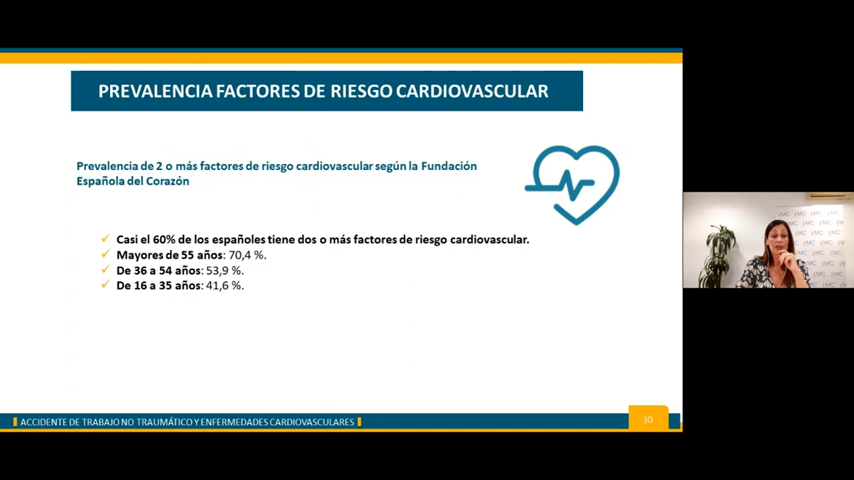 PREVALENCIA FACTORES DE RIESGO CARDIOVASCULAR
Prevalencia de 2 o más factores de riesgo cardiovascular según la Fundación
Española del Corazón
Casi el 60% de los españoles tiene dos o más factores de riesgo cardiovascular.
Mayores de 55 años: 70,4 %.
De 36 a 54 años: 53,9 %.
De 16 a 35 años: 41,6 %.
ACCIDENTE DE TRABAJO NO TRAUMÁTICO Y ENFERMEDADES CARDIOVASCULARES
30